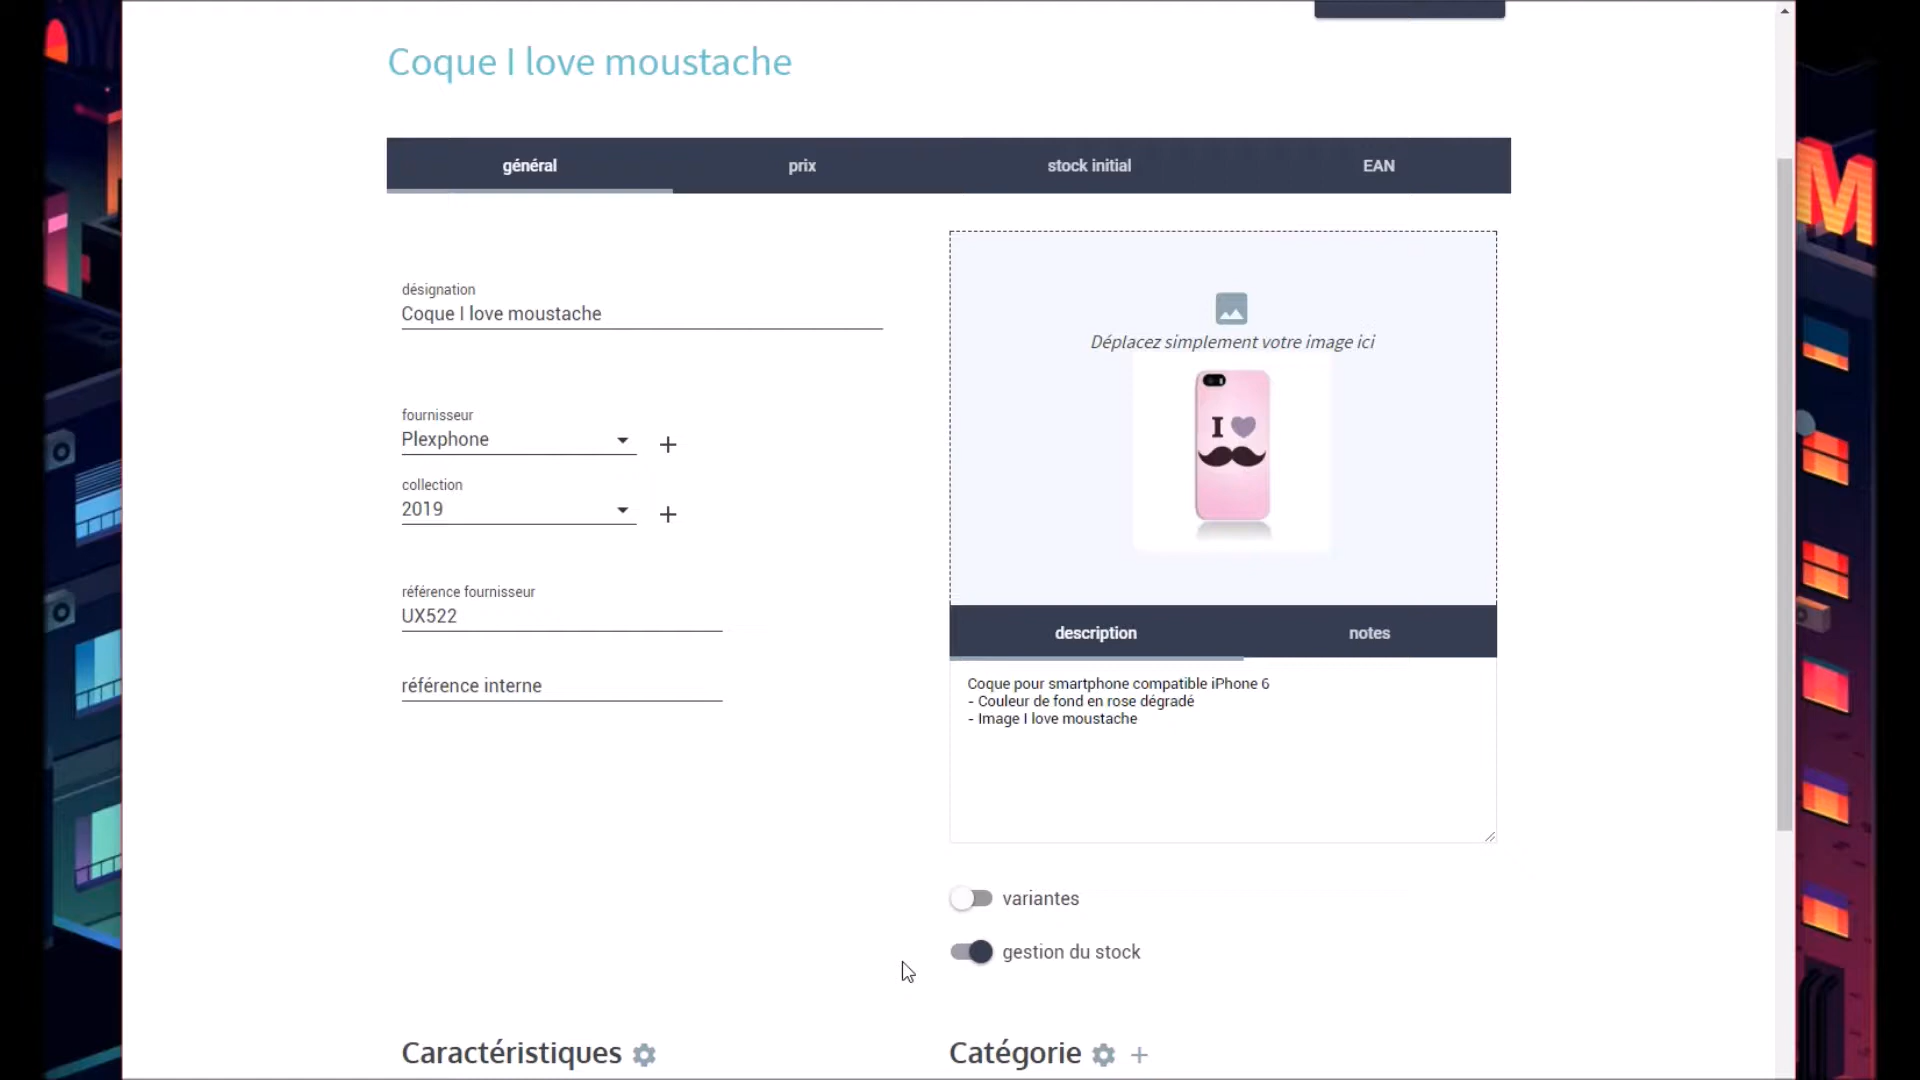 Coque I love moustache
général
prix
stock initial
EAN
désignation
Coque I love moustache
fournisseur
Plexphone
collection
2019
référence fournisseur
UX522
référence interne
Déplacez simplement votre image ici
I
description
notes
Coque pour smartphone compatible iPhone 6
- Couleur de fond en rose dégradé
- Image I love moustache
variantes
gestion du stock
Caractéristiques
Catégorie
M